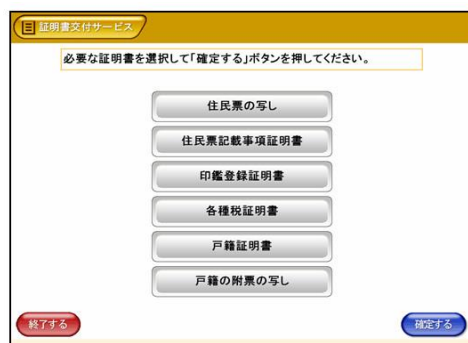 証明書交付サービス
必要な証明書を選択して「確定する」ボタンを押してください。
住民票の写し
住民票記載事項証明書
印鑑登録証明書
各種税証明書
戸籍証明書
戸籍の附票の写し
終了する
確定する